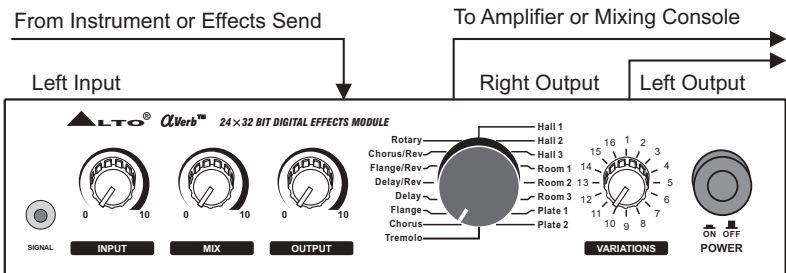 From Instrument or Effects Send
To Amplifier or Mixing Console
Left Input
Right Output
Left Output
ALTO® αVerb™ 24×32 BIT DIGITAL EFFECTS MODULE
SIGNAL
0 10
INPUT
0 10
MIX
0 10
OUTPUT
Rotary
Chorus/Rev
Flange/Rev
Delay/Rev
Delay
Flange
Chorus
Tremolo
Hall 1
Hall 2
Hall 3
Room 1
Room 2
Room 3
Plate 1
Plate 2
1
2
3
4
5
6
7
8
9
10
11
12
13
14
15
16
VARIATIONS
ON OFF
POWER